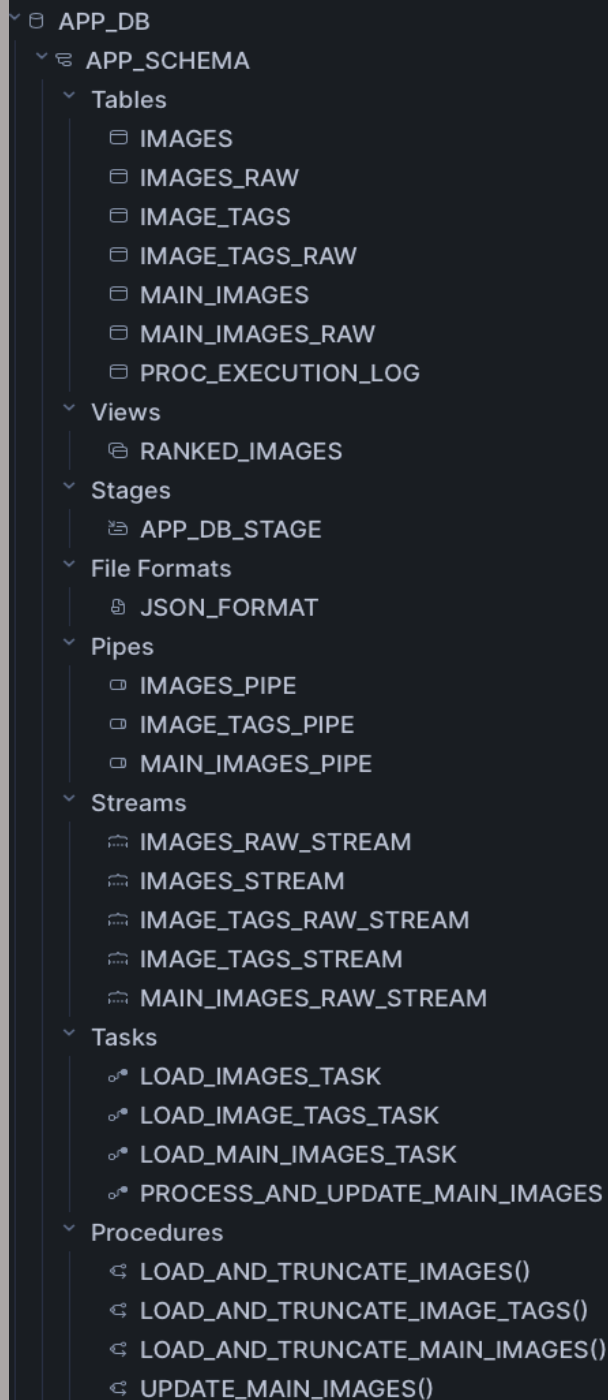 APP_DB
APP_SCHEMA
Tables
IMAGES
IMAGES_RAW
IMAGE_TAGS
IMAGE_TAGS_RAW
MAIN_IMAGES
MAIN_IMAGES_RAW
PROC_EXECUTION_LOG
Views
RANKED_IMAGES
Stages
APP_DB_STAGE
File Formats
JSON_FORMAT
Pipes
IMAGES_PIPE
IMAGE_TAGS_PIPE
MAIN_IMAGES_PIPE
Streams
IMAGES_RAW_STREAM
IMAGES_STREAM
IMAGE_TAGS_RAW_STREAM
IMAGE_TAGS_STREAM
MAIN_IMAGES_RAW_STREAM
Tasks
LOAD_IMAGES_TASK
LOAD_IMAGE_TAGS_TASK
LOAD_MAIN_IMAGES_TASK
PROCESS_AND_UPDATE_MAIN_IMAGES
Procedures
LOAD_AND_TRUNCATE_IMAGES()
LOAD_AND_TRUNCATE_IMAGE_TAGS()
LOAD_AND_TRUNCATE_MAIN_IMAGES()
UPDATE_MAIN_IMAGES()